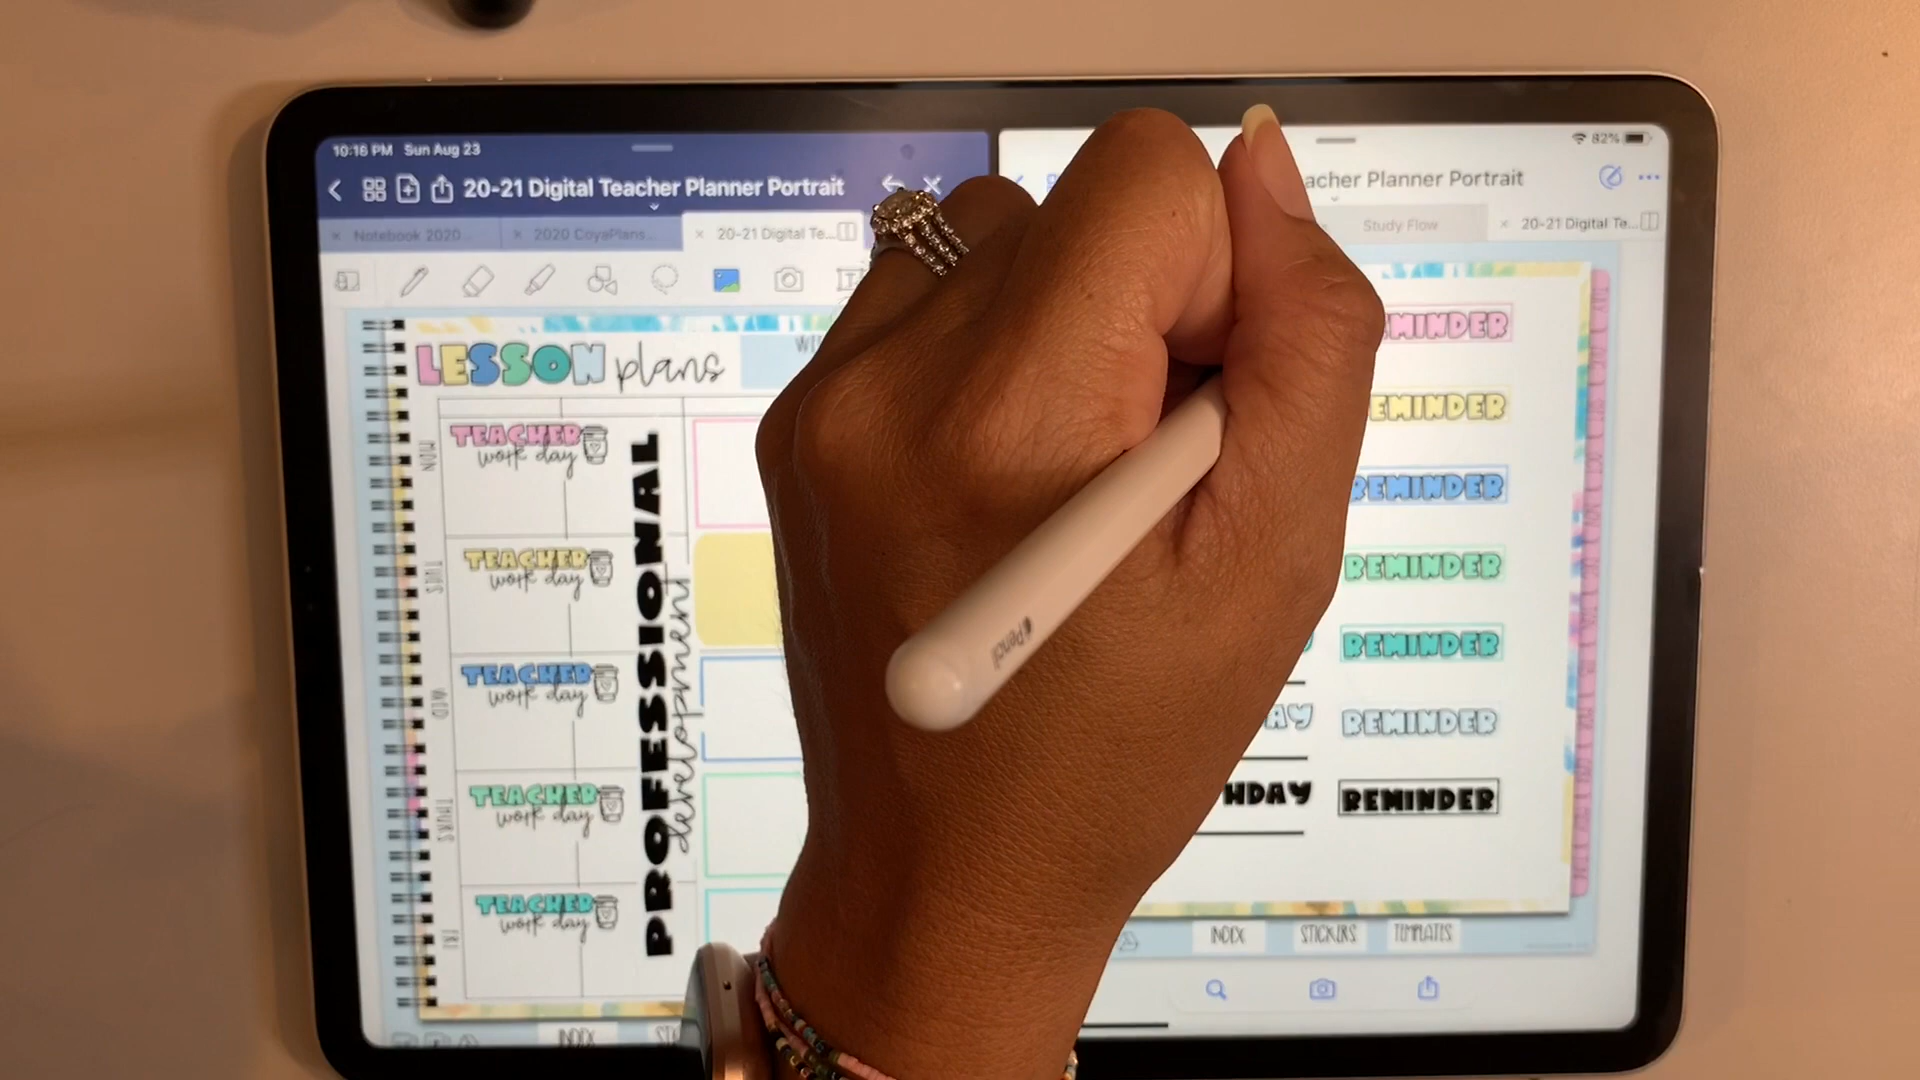 10:16 PM Sun Aug 23
82%
20-21 Digital Teacher Planner Portrait
acher Planner Portrait
Notebook 2020...
2020 CoyaPlans...
20-21 Digital Te...
Study Flow
20-21 Digital Te...
LESSON plans
MON
TEACHER
work day
TUES
TEACHER
work day
WED
TEACHER
work day
THURS
TEACHER
work day
FRI
TEACHER
work day
PROFESSIONAL
development
EMINDER
EMINDER
REMINDER
REMINDER
REMINDER
AY
REMINDER
HDAY
REMINDER
INDEX
STICKERS
TEMPLATES
INDEX
Pencil